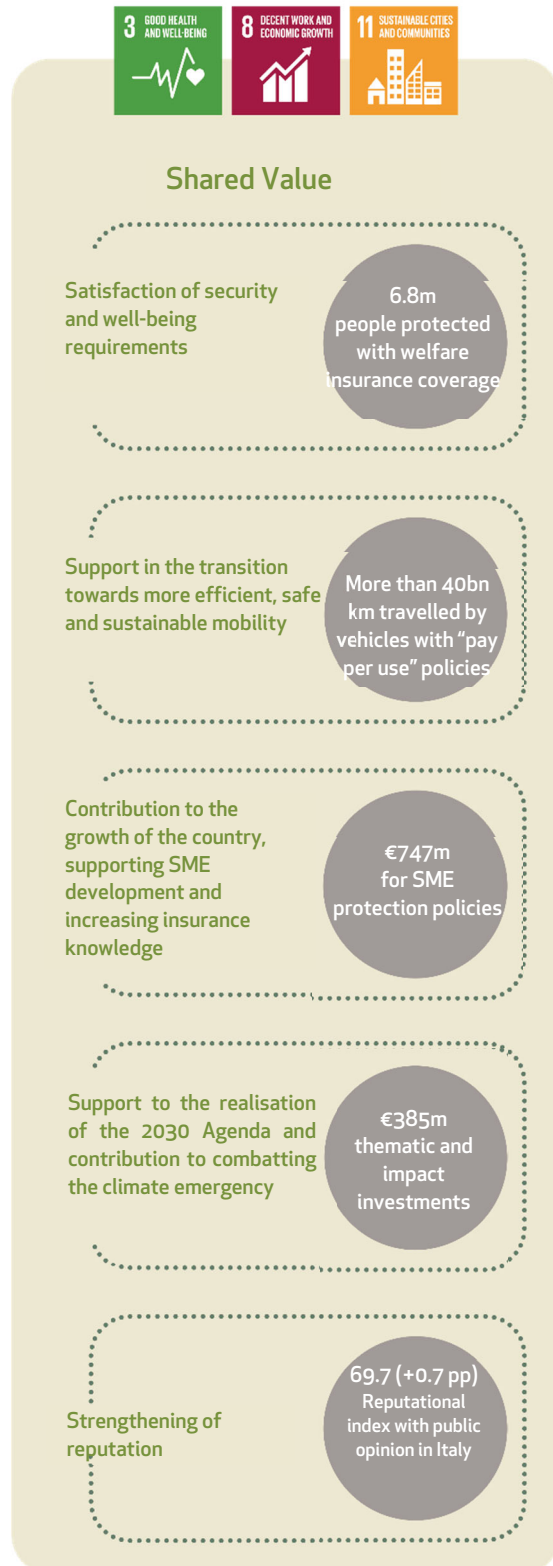 3 GOOD HEALTH
AND WELL-BEING
8 DECENT WORK AND
ECONOMIC GROWTH
11 SUSTAINABLE CITIES
AND COMMUNITIES
Shared Value
Satisfaction of security
and well-being
requirements
6.8m
people protected
with welfare
insurance coverage
Support in the transition
towards more efficient, safe
and sustainable mobility
More than 40bn
km travelled by
vehicles with “pay
per use” policies
Contribution to the
growth of the country,
supporting SME
development and
increasing insurance
knowledge
€747m
for SME
protection policies
Support to the realisation
of the 2030 Agenda and
contribution to combatting
the climate emergency
€385m
thematic and
impact
investments
Strengthening of
reputation
69.7 (+0.7 pp)
Reputational
index with public
opinion in Italy